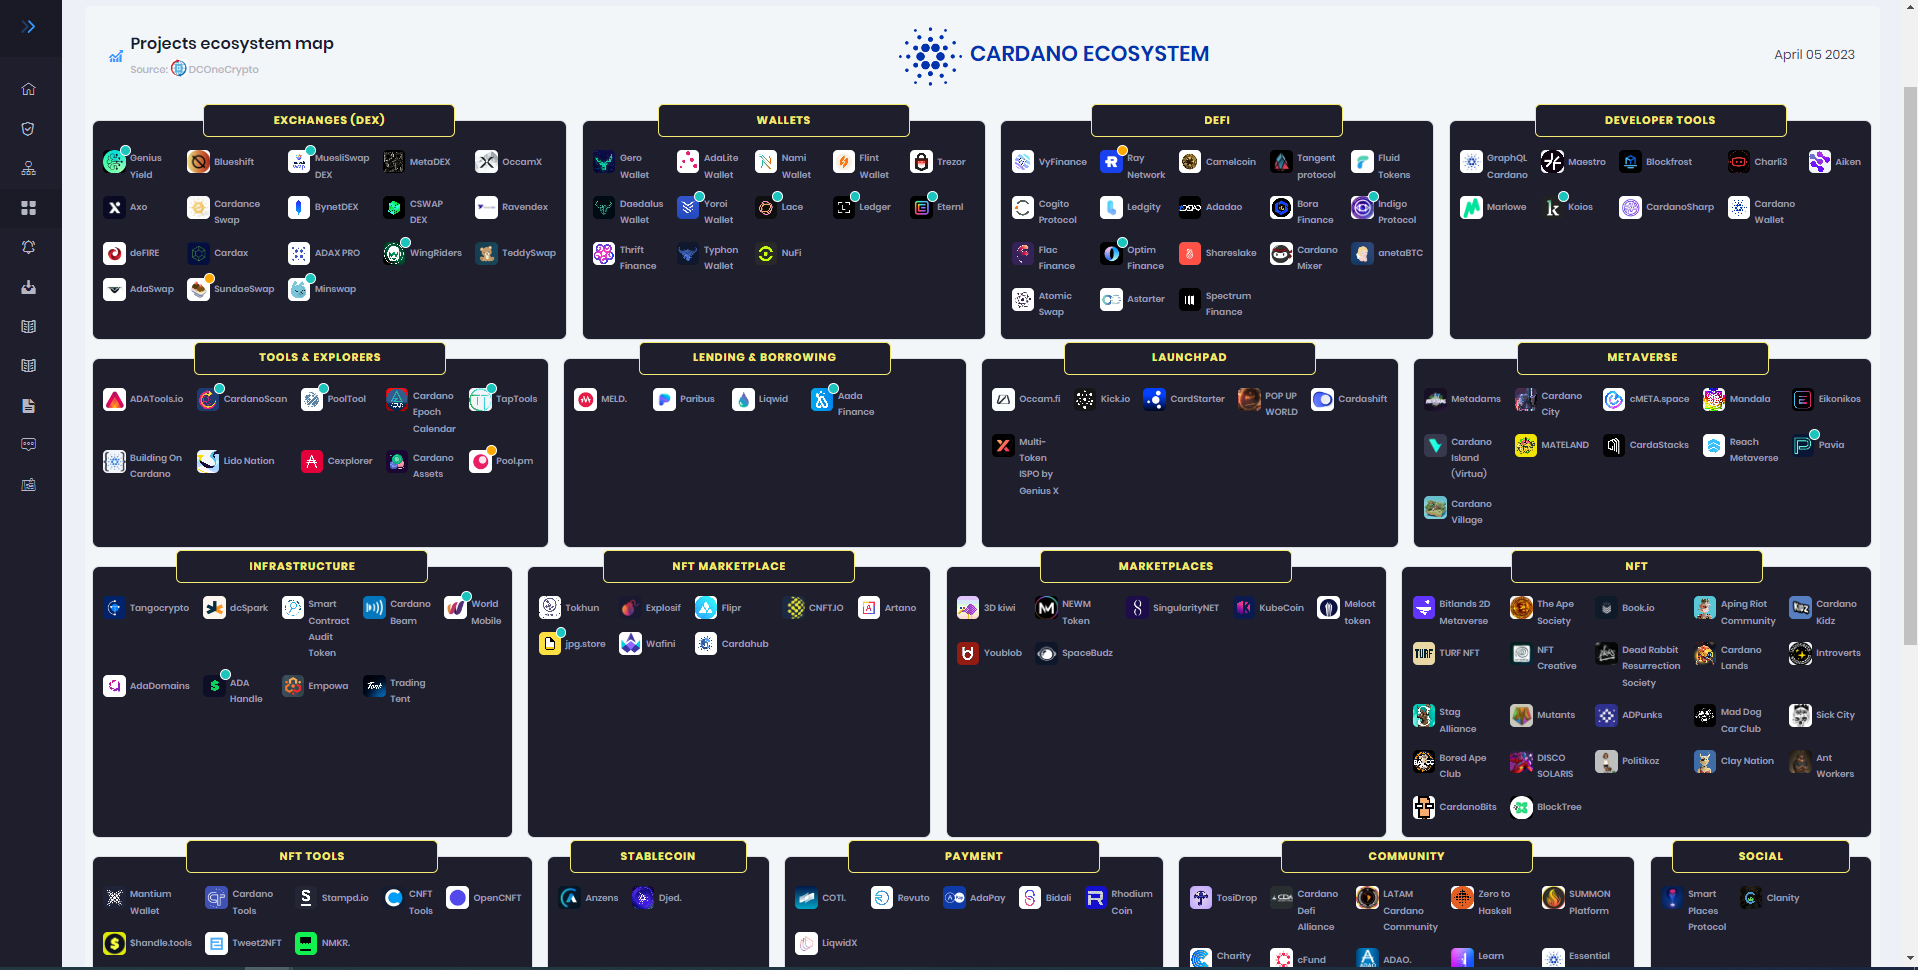 Projects ecosystem map
Source: DCOneCrypto
CARDANO ECOSYSTEM
April 05 2023
EXCHANGES (DEX)
Genius Yield
Blueshift
MuesliSwap DEX
MetaDEX
OccamX
Axo
Cardance Swap
BynetDEX
CSWAP DEX
Ravendex
deFIRE
Cardax
ADAX PRO
WingRiders
TeddySwap
AdaSwap
SundaeSwap
Minswap
WALLETS
Gero Wallet
AdaLite Wallet
Nami Wallet
Flint Wallet
Trezor
Daedalus Wallet
Yoroi Wallet
Lace
Ledger
Eternl
Thrift Finance
Typhon Wallet
NuFi
DEFI
VyFinance
Ray Network
Camelcoin
Tangent protocol
Fluid Tokens
Cogito Protocol
Ledgity
Adadao
Bora Finance
Indigo Protocol
Flac Finance
Optim Finance
Shareslake
Cardano Mixer
anetaBTC
Atomic Swap
Astarter
Spectrum Finance
DEVELOPER TOOLS
GraphQL Cardano
Maestro
Blockfrost
Charli3
Aiken
Marlowe
Koios
CardanoSharp
Cardano Wallet
TOOLS & EXPLORERS
ADATools.io
CardanoScan
PoolTool
Cardano Epoch Calendar
TapTools
Building On Cardano
Lido Nation
Cexplorer
Cardano Assets
Pool.pm
LENDING & BORROWING
MELD.
Paribus
Liqwid
Aada Finance
LAUNCHPAD
Occam.fi
Kick.io
CardStarter
POP UP WORLD
Cardashift
Multi-Token ISPO by Genius X
METAVERSE
Metadams
Cardano City
cMETA.space
Mandala
Eikonikos
Cardano Island (Virtua)
MATELAND
CardaStacks
Reach Metaverse
Pavia
Cardano Village
INFRASTRUCTURE
Tangocrypto
dcSpark
Smart Contract Audit Token
Cardano Beam
World Mobile
AdaDomains
ADA Handle
Empowa
Trading Tent
NFT MARKETPLACE
Tokhun
Explosif
Flipr
CNFT.IO
Artano
jpg.store
Wafini
Cardahub
MARKETPLACES
3D kiwi
NEWM Token
SingularityNET
KubeCoin
Meloot token
Youblob
SpaceBudz
NFT
Bitlands 2D Metaverse
The Ape Society
Book.io
Aping Riot Community
Cardano Kidz
TURF NFT
NFT Creative
Dead Rabbit Resurrection Society
Cardano Lands
Introverts
Stag Alliance
Mutants
ADPunks
Mad Dog Car Club
Sick City
Bored Ape Club
DISCO SOLARIS
Politikoz
Clay Nation
Ant Workers
CardanoBits
BlockTree
NFT TOOLS
Mantium Wallet
Cardano Tools
Stampd.io
CNFT Tools
OpenCNFT
$handle.tools
Tweet2NFT
NMKR.
STABLECOIN
Anzens
Djed.
PAYMENT
COTI.
Revuto
AdaPay
Bidali
Rhodium Coin
LiqwidX
COMMUNITY
TosiDrop
Cardano Defi Alliance
LATAM Cardano Community
Zero to Haskell
SUMMON Platform
Charity
cFund
ADAO.
Learn
Essential
SOCIAL
Smart Places Protocol
Clarity